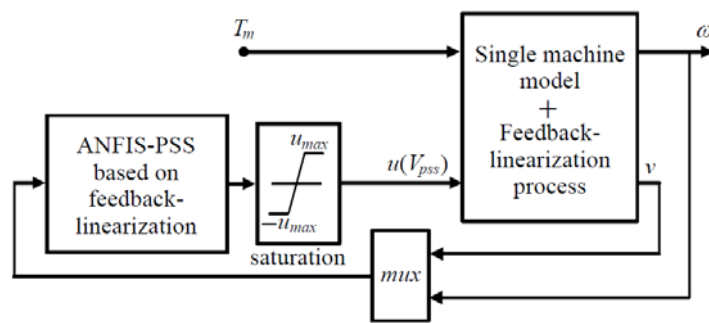 T_m
Single machine
model
+
Feedback-
linearization
process
ω
v
ANFIS-PSS
based on
feedback-
linearization
u_max
−u_max
saturation
u(V_pss)
mux